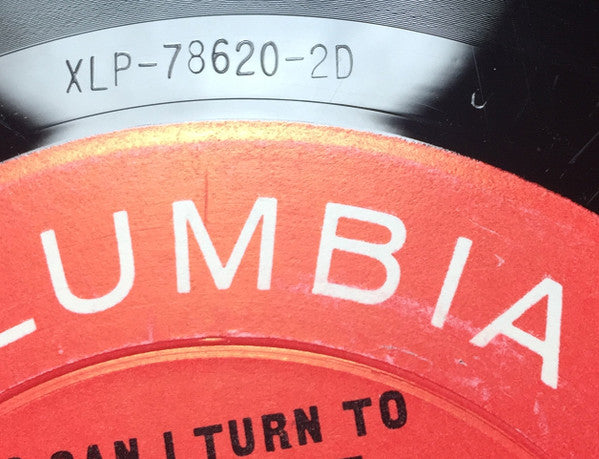 XLP-78620-2D
LUMBIA
CAN I TURN TO